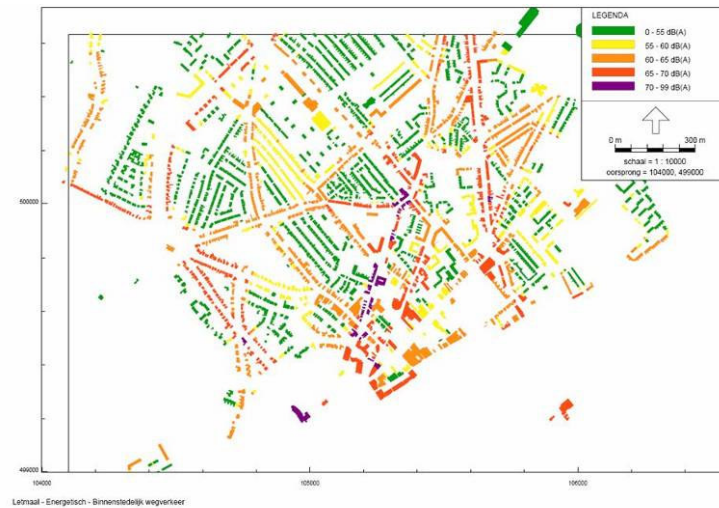 LEGENDA
0 - 55 dB(A)
55 - 60 dB(A)
60 - 65 dB(A)
65 - 70 dB(A)
70 - 99 dB(A)
0 m 300 m
schaal = 1 : 10000
oorsprong = 104000, 499000
500000
499000
104000 105000 106000
Letmaal - Energetisch - Binnenstedelijk wegverkeer